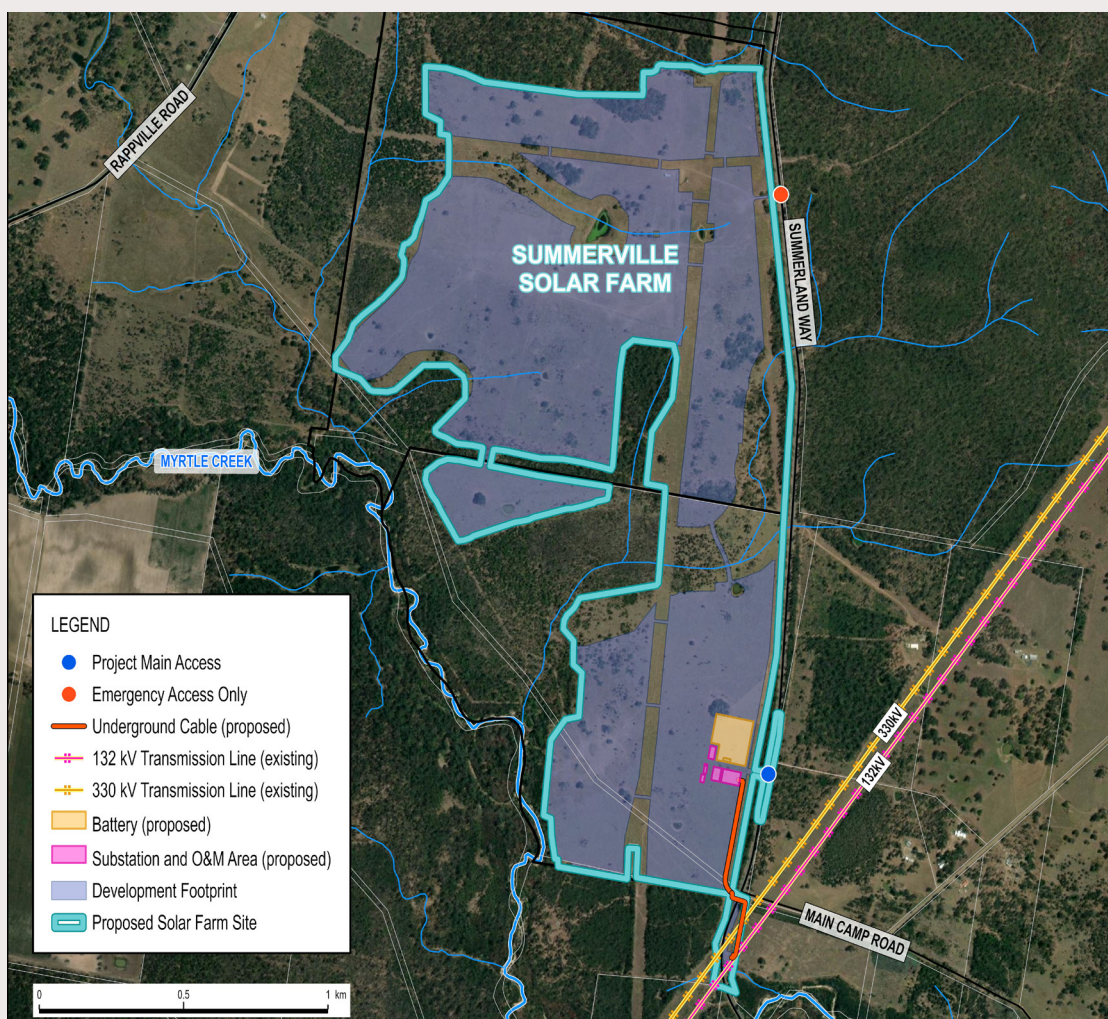 RAPPVILLE ROAD
SUMMERVILLE
SOLAR FARM
SUMMERLAND WAY
MYRTLE CREEK
330kV
132kV
MAIN CAMP ROAD
LEGEND
Project Main Access
Emergency Access Only
Underground Cable (proposed)
132 kV Transmission Line (existing)
330 kV Transmission Line (existing)
Battery (proposed)
Substation and O&M Area (proposed)
Development Footprint
Proposed Solar Farm Site
0 0.5 1 km